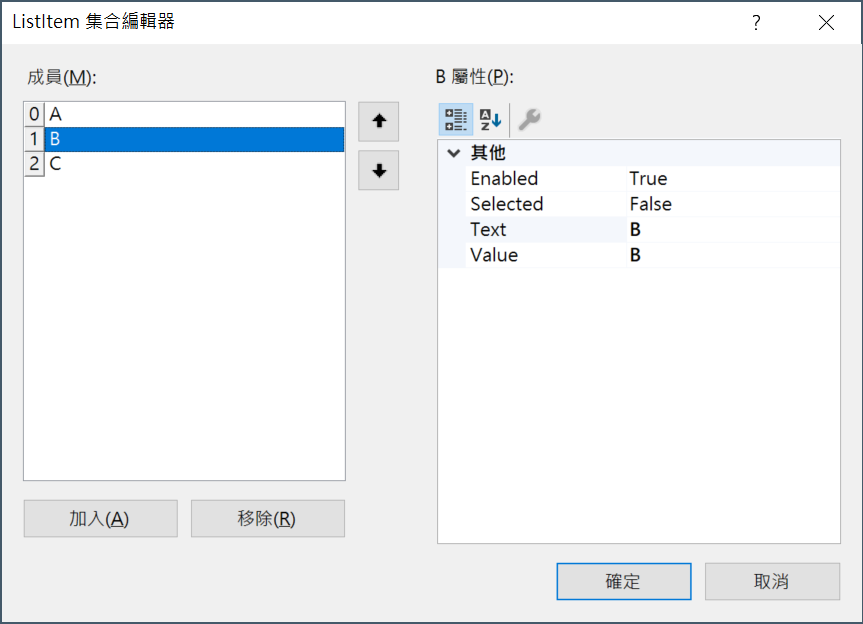 ListItem 集合編輯器
?
成員(M):
0 A
1 B
2 C
加入(A)
移除(R)
B 屬性(P):
A
Z
其他
Enabled True
Selected False
Text B
Value B
確定
取消